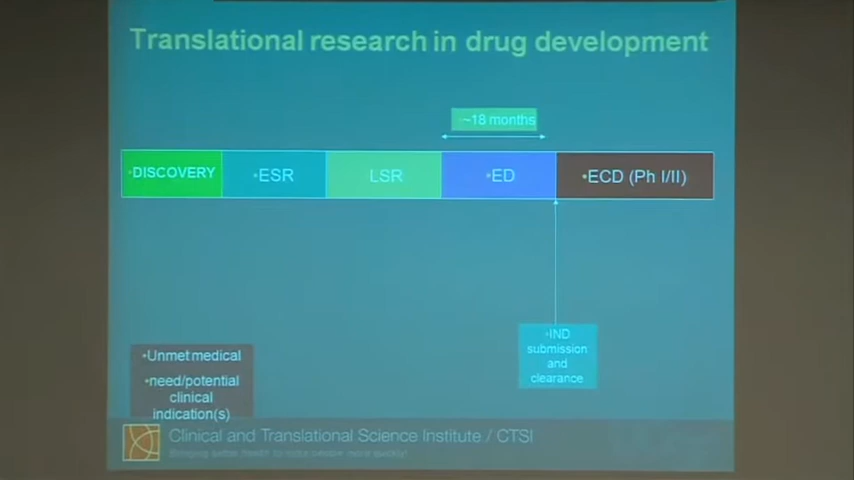 Translational research in drug development
•~18 months
•DISCOVERY
•ESR
LSR
•ED
•ECD (Ph I/II)
•IND
submission
and
clearance
•Unmet medical
•need/potential
clinical
indication(s)
Clinical and Translational Science Institute / CTSI